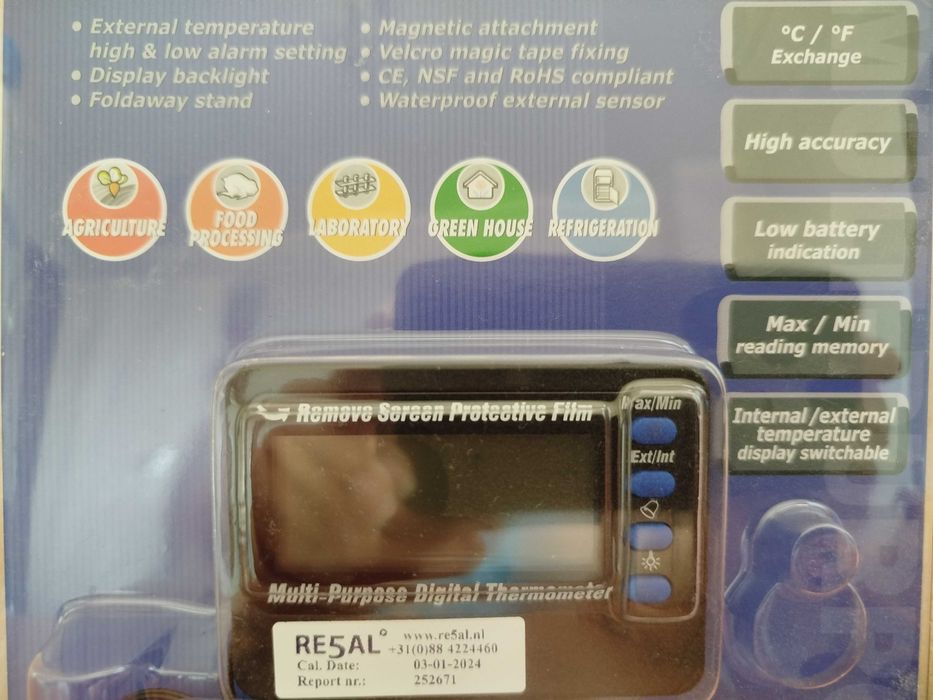 • External temperature
high & low alarm setting
• Display backlight
• Foldaway stand
• Magnetic attachment
• Velcro magic tape fixing
• CE, NSF and RoHS compliant
• Waterproof external sensor
°C / °F
Exchange
High accuracy
Low battery
indication
Max / Min
reading memory
Internal/external
temperature
display switchable
AGRICULTURE
FOOD
PROCESSING
LABORATORY
GREEN HOUSE
REFRIGERATION
Remove Screen Protective Film
Max/Min
Ext/Int
Multi-Purpose Digital Thermometer
RE5AL° www.re5al.nl
+31(0)88 4224460
Cal. Date: 03-01-2024
Report nr.: 252671